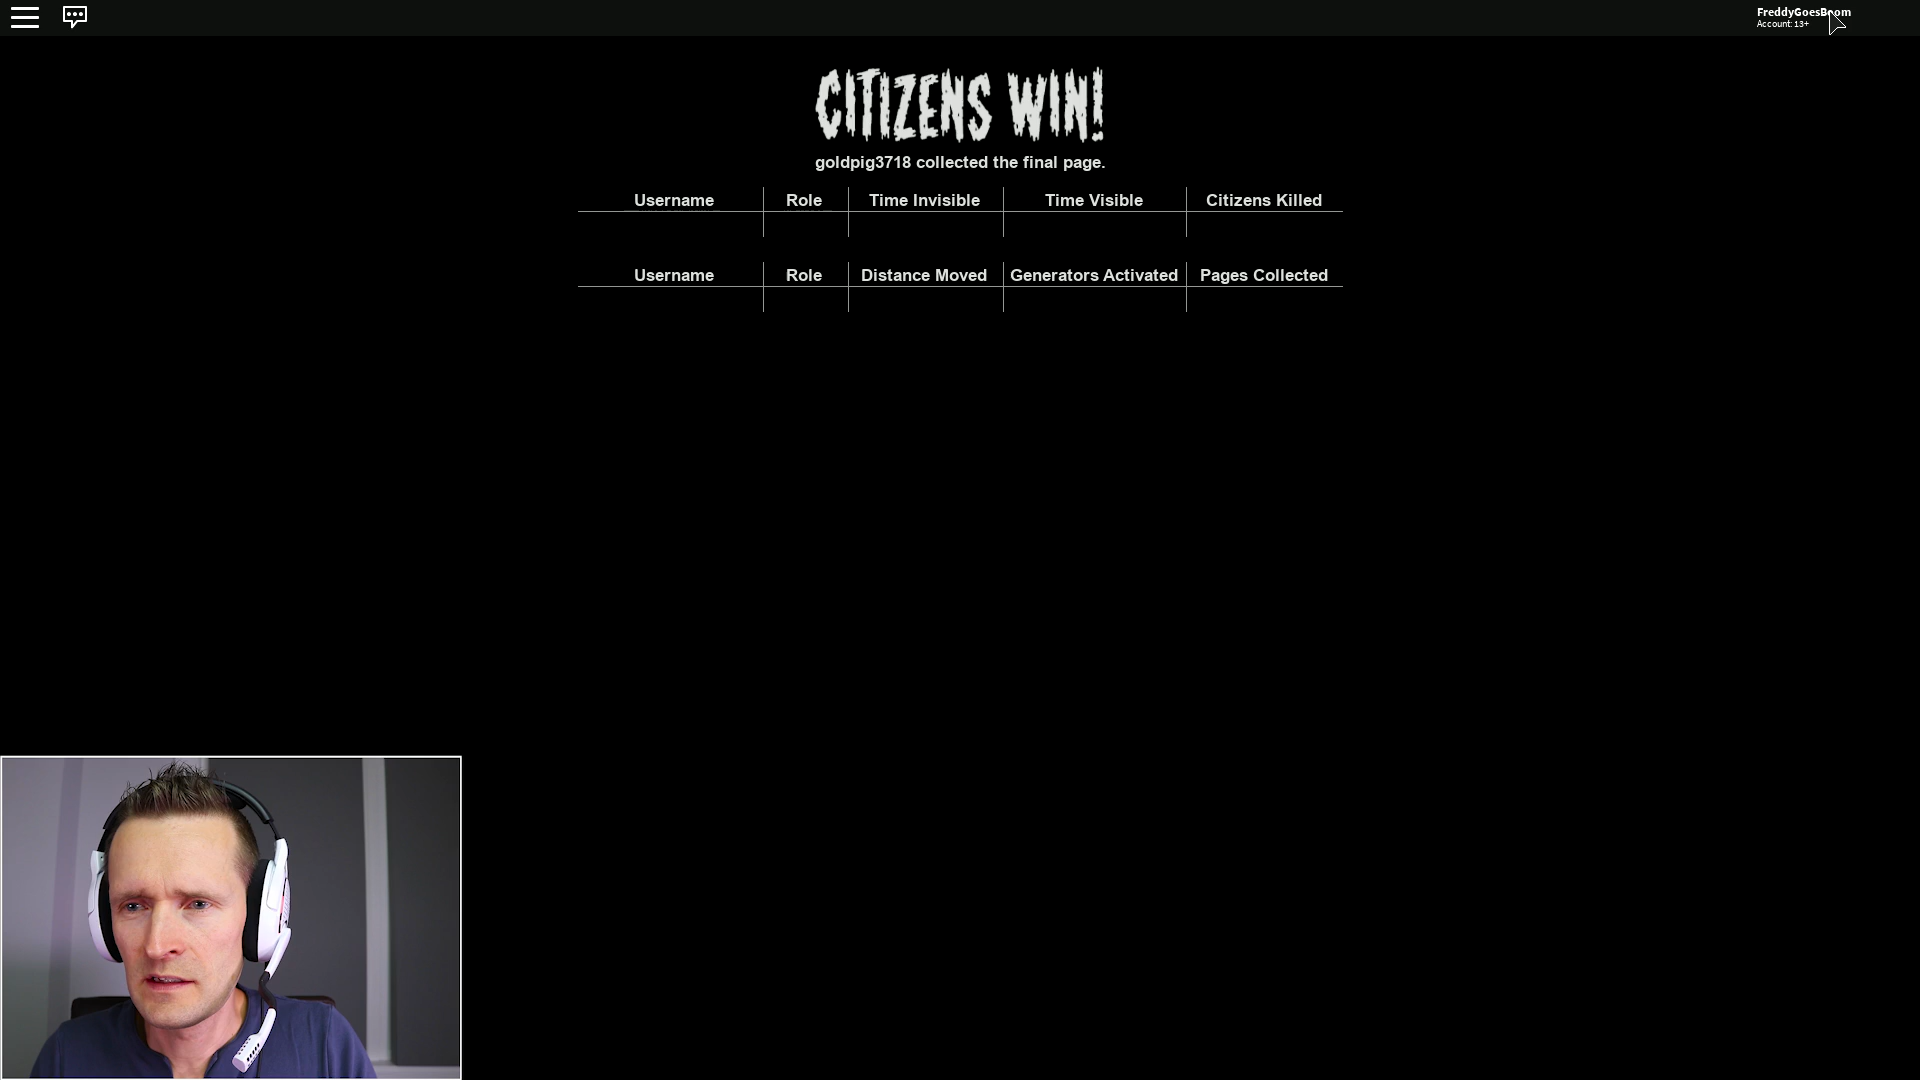 FreddyGoesBoom
Account: 13+
CITIZENS WIN!
goldpig3718 collected the final page.
Username Role Time Invisible Time Visible Citizens Killed
Username Role Distance Moved Generators Activated Pages Collected